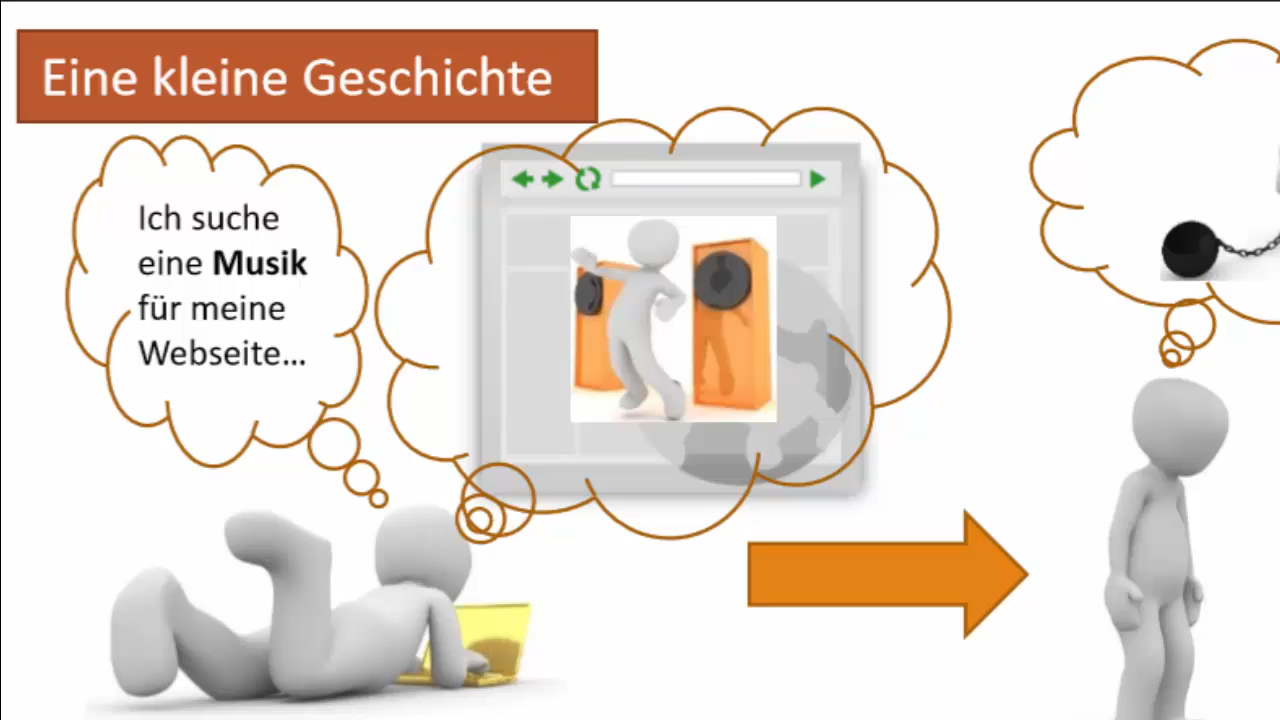 Eine kleine Geschichte
Ich suche
eine Musik
für meine
Webseite...